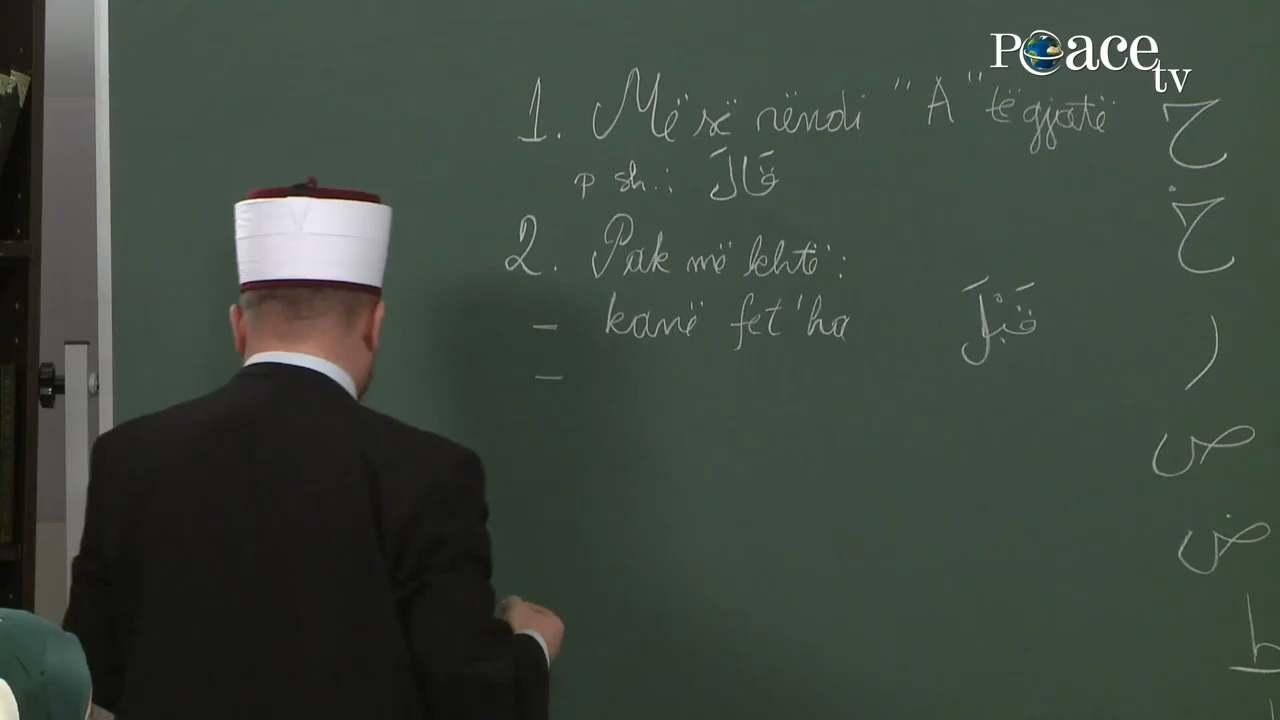 Peace tv
1. Më së rëndi "A" të gjatë
p sh.: قَالَ
2. Pak më lehtë:
– kanë fet'ha قَبْلَ
–
ح
خ
ر
ص
ض